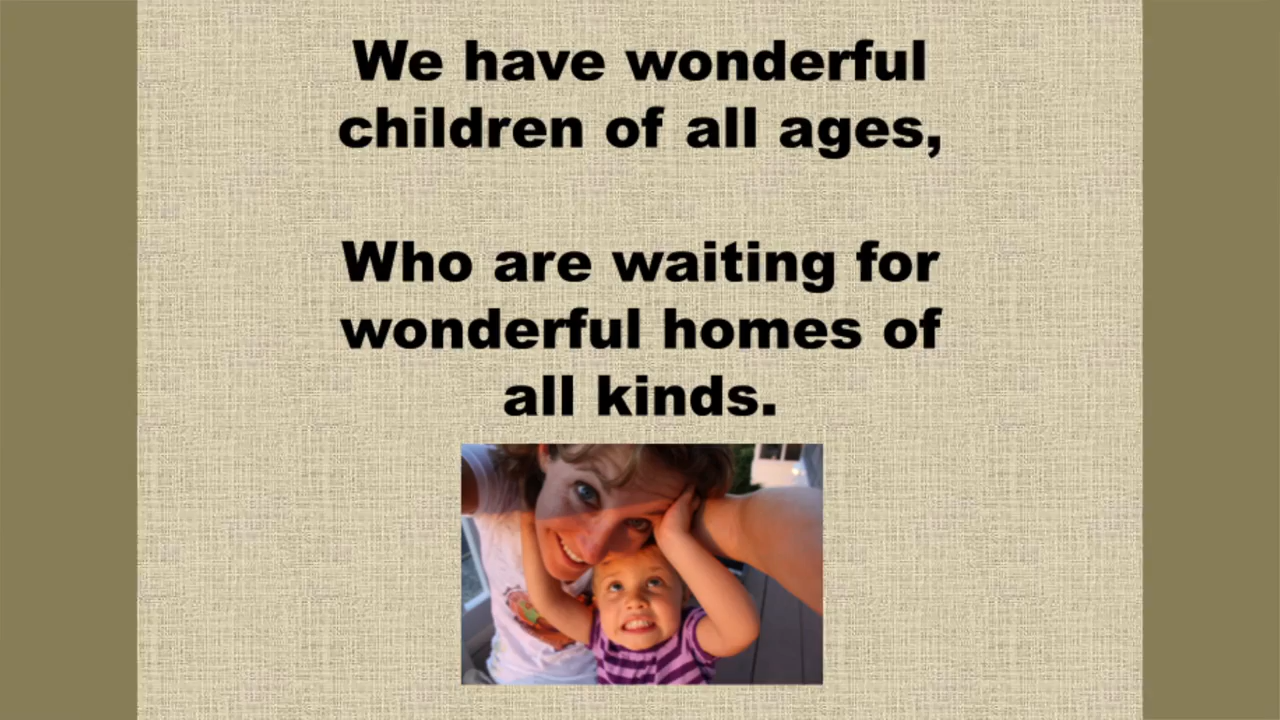 We have wonderful
children of all ages,
Who are waiting for
wonderful homes of
all kinds.